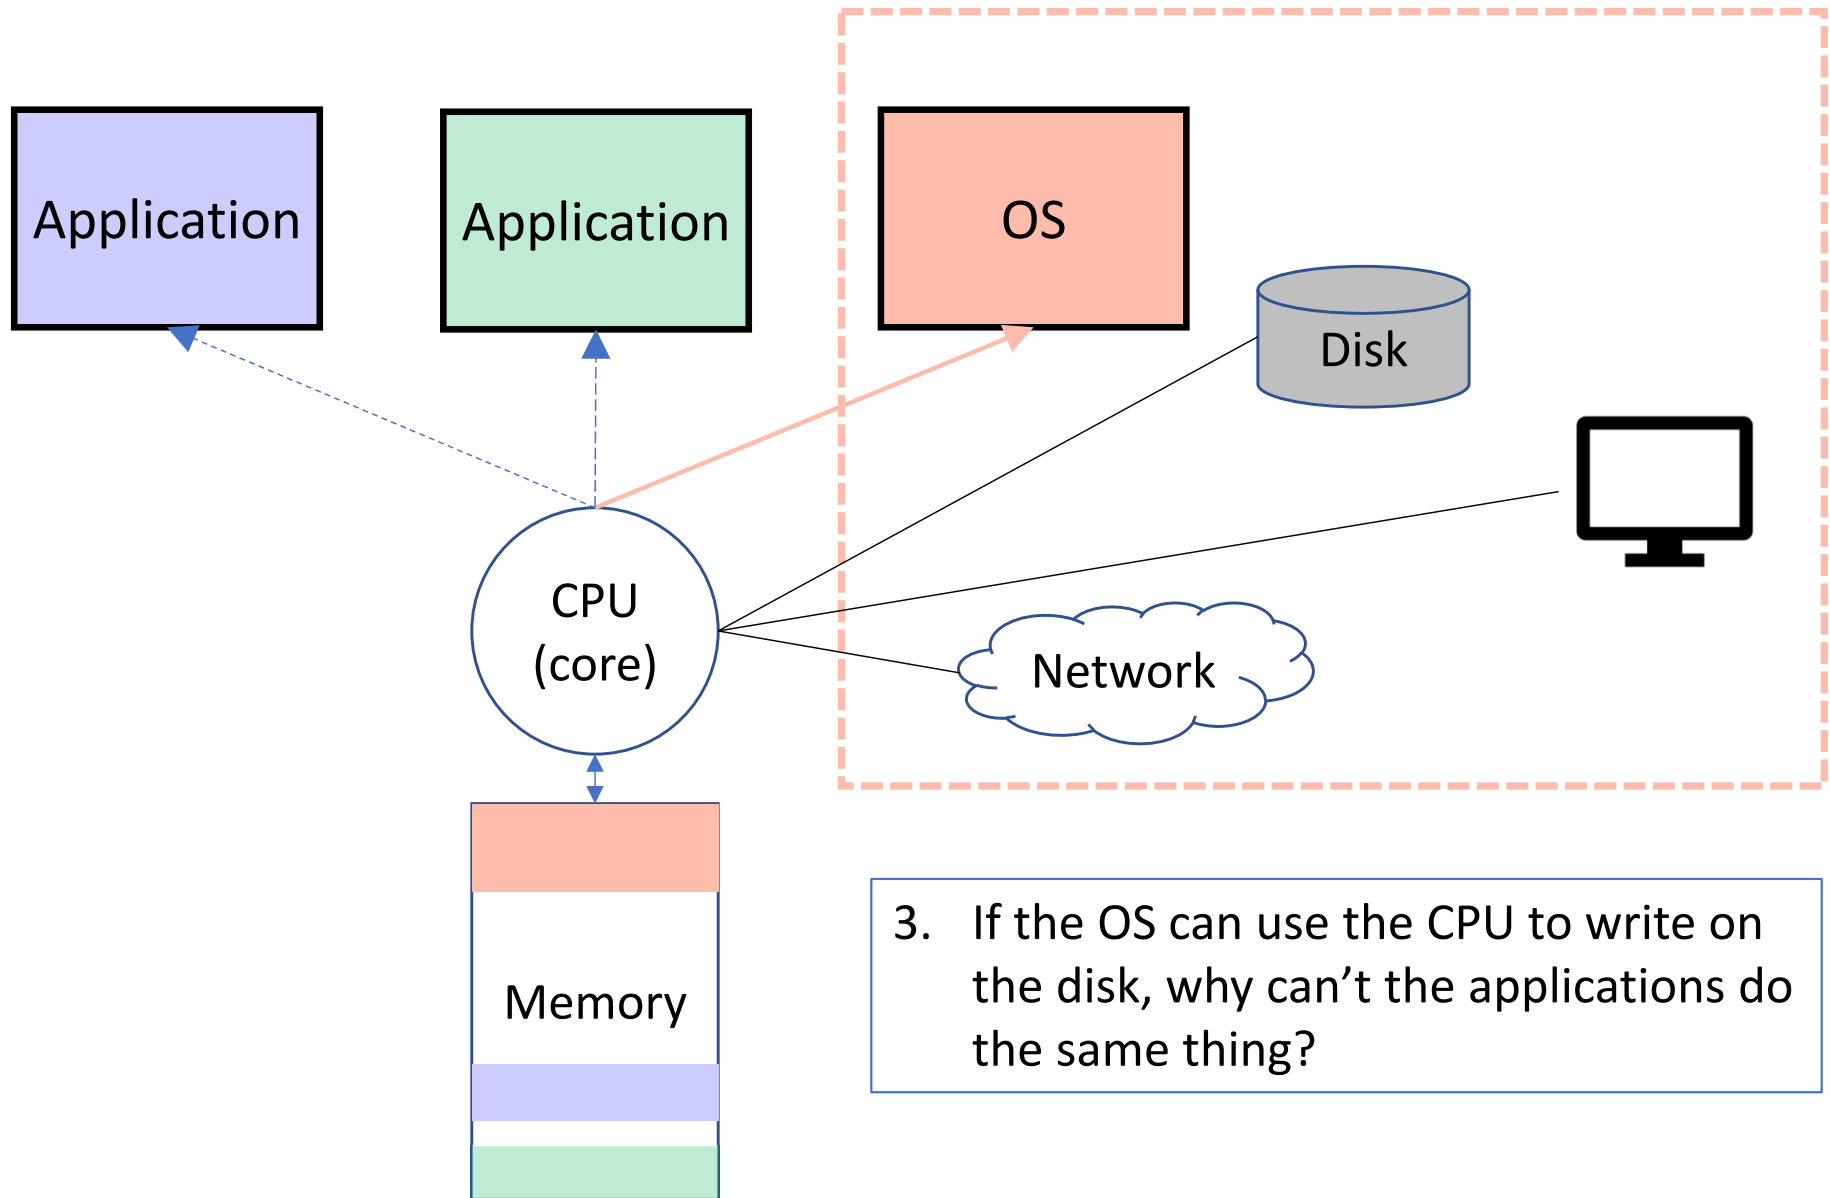 Application
Application
OS
Disk
CPU
(core)
Network
Memory
3. If the OS can use the CPU to write on
the disk, why can’t the applications do
the same thing?